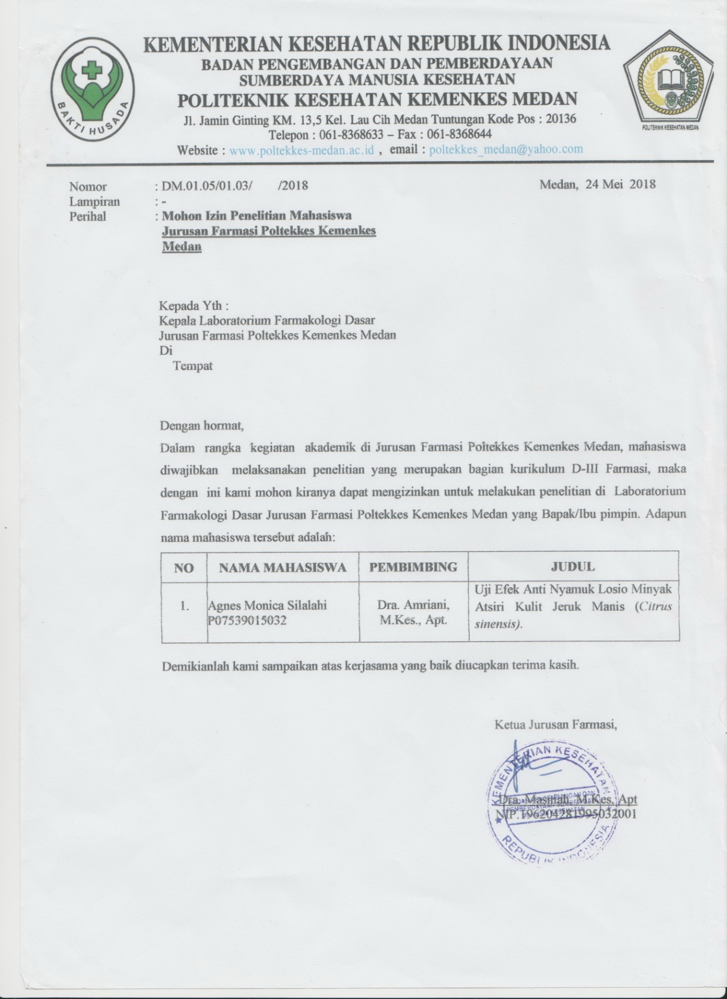 KEMENTERIAN KESEHATAN REPUBLIK INDONESIA
BADAN PENGEMBANGAN DAN PEMBERDAYAAN
SUMBERDAYA MANUSIA KESEHATAN
POLITEKNIK KESEHATAN KEMENKES MEDAN
Jl. Jamin Ginting KM. 13,5 Kel. Lau Cih Medan Tuntungan Kode Pos : 20136
Telepon : 061-8368633 – Fax : 061-8368644
Website : www.poltekkes-medan.ac.id , email : poltekkes_medan@yahoo.com
BAKTI HUSADA
POLITEKNIK KESEHATAN MEDAN
Nomor : DM.01.05/01.03/ /2018 Medan, 24 Mei 2018
Lampiran : -
Perihal : Mohon Izin Penelitian Mahasiswa
Jurusan Farmasi Poltekkes Kemenkes
Medan
Kepada Yth :
Kepala Laboratorium Farmakologi Dasar
Jurusan Farmasi Poltekkes Kemenkes Medan
Di
Tempat
Dengan hormat,
Dalam rangka kegiatan akademik di Jurusan Farmasi Poltekkes Kemenkes Medan, mahasiswa
diwajibkan melaksanakan penelitian yang merupakan bagian kurikulum D-III Farmasi, maka
dengan ini kami mohon kiranya dapat mengizinkan untuk melakukan penelitian di Laboratorium
Farmakologi Dasar Jurusan Farmasi Poltekkes Kemenkes Medan yang Bapak/Ibu pimpin. Adapun
nama mahasiswa tersebut adalah:
NO NAMA MAHASISWA PEMBIMBING JUDUL
1. Agnes Monica Silalahi
P07539015032
Dra. Amriani,
M.Kes., Apt.
Uji Efek Anti Nyamuk Losio Minyak
Atsiri Kulit Jeruk Manis (Citrus
sinensis).
Demikianlah kami sampaikan atas kerjasama yang baik diucapkan terima kasih.
Ketua Jurusan Farmasi,
KEMENTERIAN KESEHATAN
BADAN PENGEMBANGAN DAN
PEMBERDAYAAN SUMBERDAYA
MANUSIA KESEHATAN
REPUBLIK INDONESIA
Dra. Masniah, M.Kes, Apt
NIP.196204281995032001